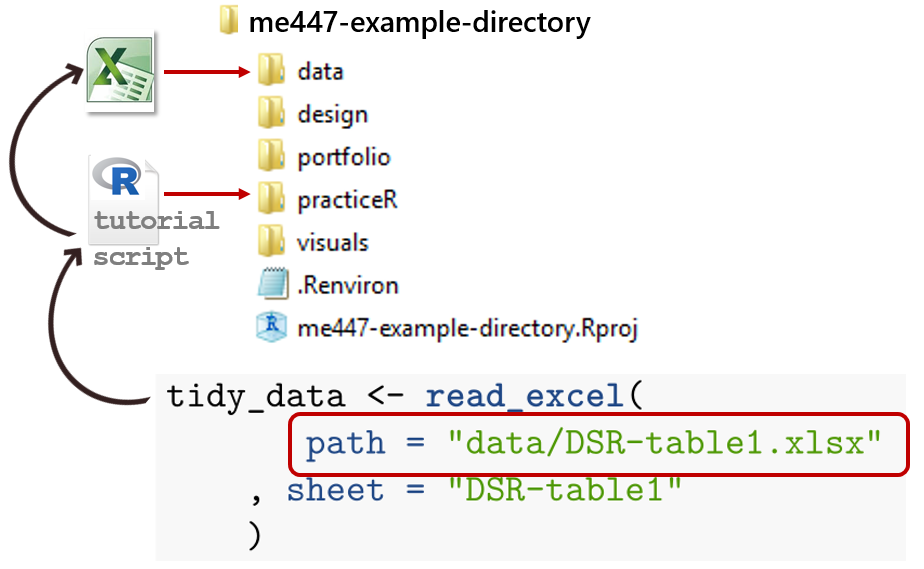 me447-example-directory
data
design
portfolio
practiceR
visuals
.Renviron
me447-example-directory.Rproj
X
R
tutorial
script
R
tidy_data <- read_excel(
path = "data/DSR-table1.xlsx"
, sheet = "DSR-table1"
)